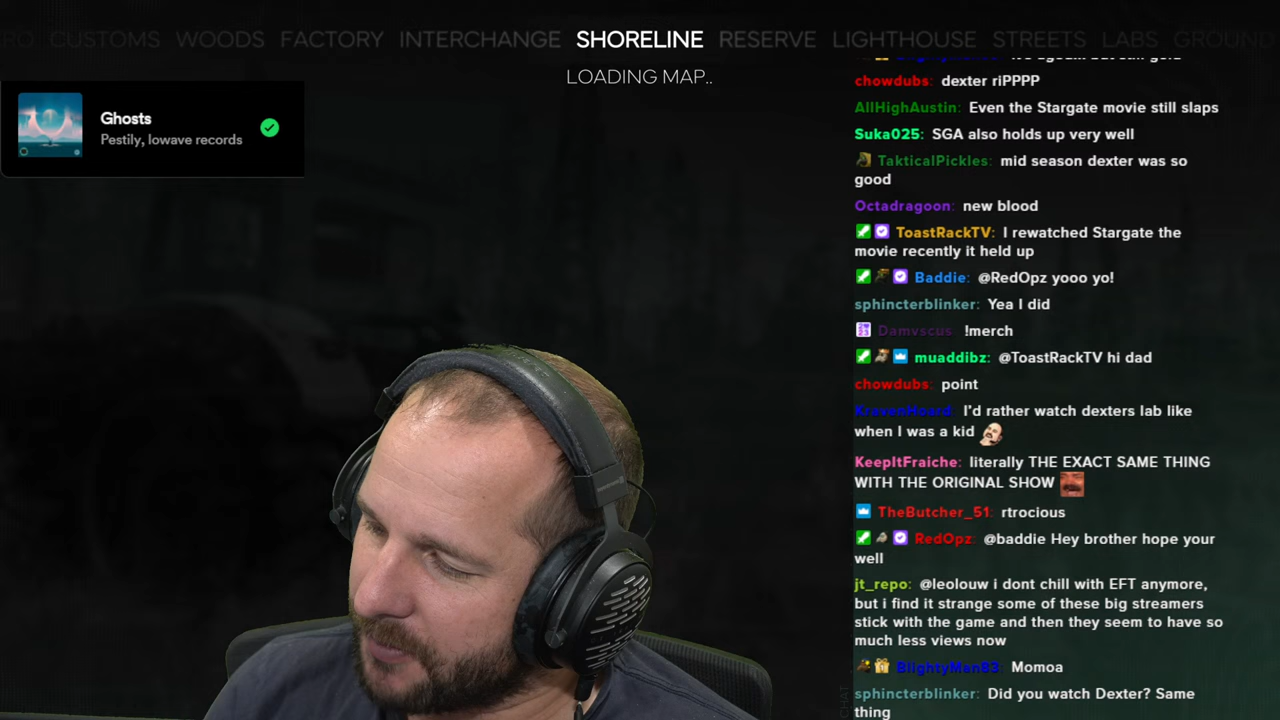 RO CUSTOMS WOODS FACTORY INTERCHANGE SHORELINE RESERVE LIGHTHOUSE STREETS LABS GROUND
LOADING MAP..
Ghosts
Pestily, lowave records
chowdubs: dexter riPPPP
AllHighAustin: Even the Stargate movie still slaps
Suka025: SGA also holds up very well
TakticalPickles: mid season dexter was so
good
Octadragoon: new blood
ToastRackTV: I rewatched Stargate the
movie recently it held up
Baddie: @RedOpz yooo yo!
sphincterblinker: Yea I did
Damvscus !merch
muaddibz: @ToastRackTV hi dad
chowdubs: point
KravenHoard: I'd rather watch dexters lab like
when I was a kid
KeepItFraiche: literally THE EXACT SAME THING
WITH THE ORIGINAL SHOW
TheButcher_51: rtrocious
RedOpz: @baddie Hey brother hope your
well
jt_repo: @leolouw i dont chill with EFT anymore,
but i find it strange some of these big streamers
stick with the game and then they seem to have so
much less views now
BlightyMan83: Momoa
sphincterblinker: Did you watch Dexter? Same
thing
CHAT